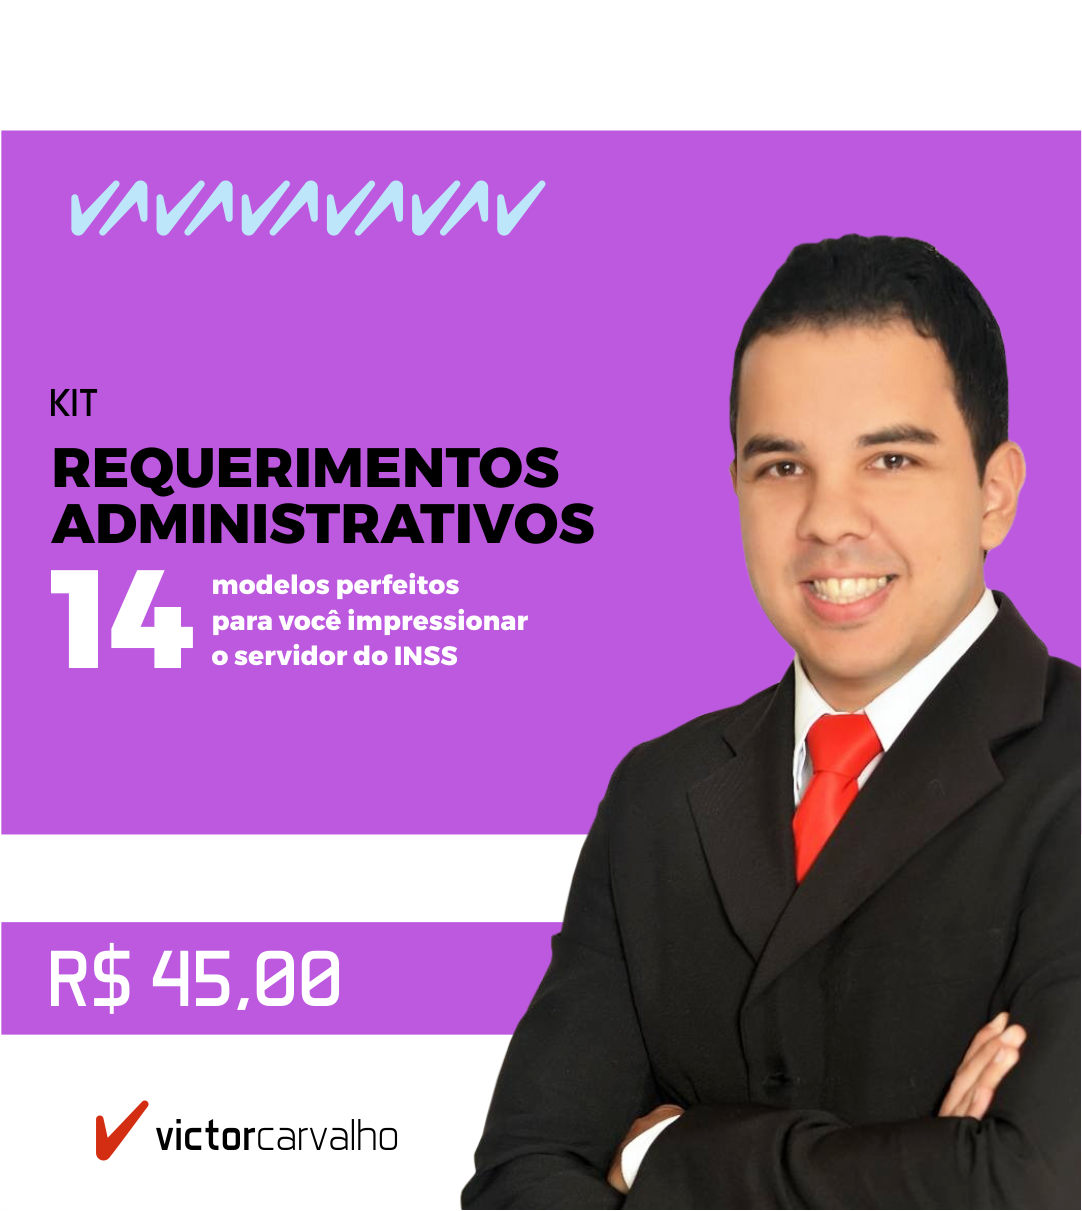 KIT
REQUERIMENTOS
ADMINISTRATIVOS
14
modelos perfeitos
para você impressionar
o servidor do INSS
R$ 45,00
victorcarvalho